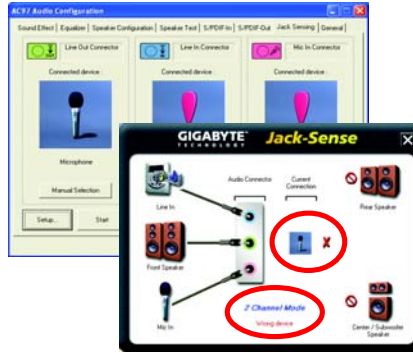 AC97 Audio Configuration
Sound Effect | Equalizer | Speaker Configuration | Speaker Test | S/PDIF-In | S/PDIF-Out | Jack Sensing | General
Line Out Connector
Line In Connector
Mic In Connector
Connected device :
Connected device :
Connected device :
Microphone
Manual Selection
Setup...
Start
GIGABYTE
TECHNOLOGY
Jack-Sense
X
Audio Connector
Current
Connection
Line In
Rear Speaker
Front Speaker
2 Channel Mode
Wrong device
Mic In
Center / Subwoofer
Speaker